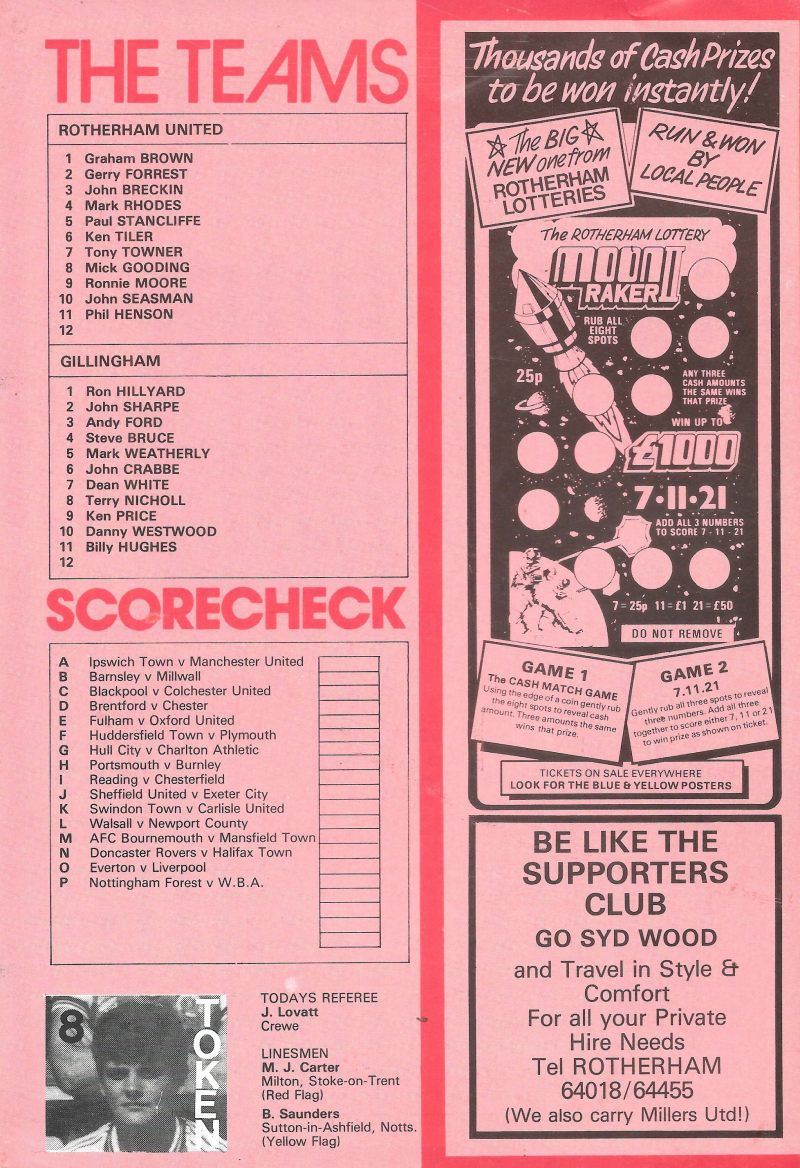 THE TEAMS
ROTHERHAM UNITED
1 Graham BROWN
2 Gerry FORREST
3 John BRECKIN
4 Mark RHODES
5 Paul STANCLIFFE
6 Ken TILER
7 Tony TOWNER
8 Mick GOODING
9 Ronnie MOORE
10 John SEASMAN
11 Phil HENSON
12
GILLINGHAM
1 Ron HILLYARD
2 John SHARPE
3 Andy FORD
4 Steve BRUCE
5 Mark WEATHERLY
6 John CRABBE
7 Dean WHITE
8 Terry NICHOLL
9 Ken PRICE
10 Danny WESTWOOD
11 Billy HUGHES
12
SCORECHECK
A Ipswich Town v Manchester United
B Barnsley v Millwall
C Blackpool v Colchester United
D Brentford v Chester
E Fulham v Oxford United
F Huddersfield Town v Plymouth
G Hull City v Charlton Athletic
H Portsmouth v Burnley
I Reading v Chesterfield
J Sheffield United v Exeter City
K Swindon Town v Carlisle United
L Walsall v Newport County
M AFC Bournemouth v Mansfield Town
N Doncaster Rovers v Halifax Town
O Everton v Liverpool
P Nottingham Forest v W.B.A.
8
TOKEN
TODAYS REFEREE
J. Lovatt
Crewe
LINESMEN
M. J. Carter
Milton, Stoke-on-Trent
(Red Flag)
B. Saunders
Sutton-in-Ashfield, Notts.
(Yellow Flag)
Thousands of Cash Prizes
to be won instantly!
The BIG
NEW one from
ROTHERHAM
LOTTERIES
RUN & WON
BY
LOCAL PEOPLE
The ROTHERHAM LOTTERY
MOON II
RAKER
RUB ALL
EIGHT
SPOTS
25p
ANY THREE
CASH AMOUNTS
THE SAME WINS
THAT PRIZE
WIN UP TO
£1000
7·11·21
ADD ALL 3 NUMBERS
TO SCORE 7 - 11 - 21
7 = 25p 11 = £1 21 = £50
DO NOT REMOVE
GAME 1
The CASH MATCH GAME
Using the edge of a coin gently rub
the eight spots to reveal cash
amount. Three amounts the same
wins that prize.
GAME 2
7.11.21
Gently rub all three spots to reveal
three numbers. Add all three
together to score either 7, 11 or 21
to win prize as shown on ticket.
TICKETS ON SALE EVERYWHERE
LOOK FOR THE BLUE & YELLOW POSTERS
BE LIKE THE
SUPPORTERS
CLUB
GO SYD WOOD
and Travel in Style &
Comfort
For all your Private
Hire Needs
Tel ROTHERHAM
64018/64455
(We also carry Millers Utd!)